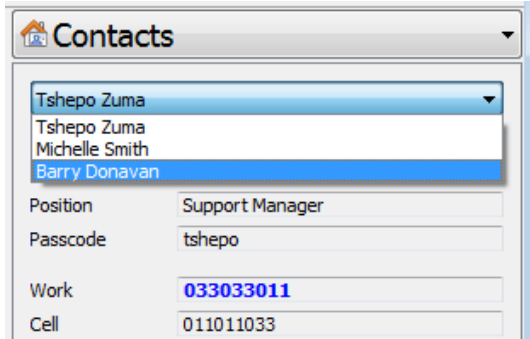 Contacts
Tshepo Zuma
Tshepo Zuma
Michelle Smith
Barry Donavan
Position Support Manager
Passcode tshepo
Work 033033011
Cell 011011033